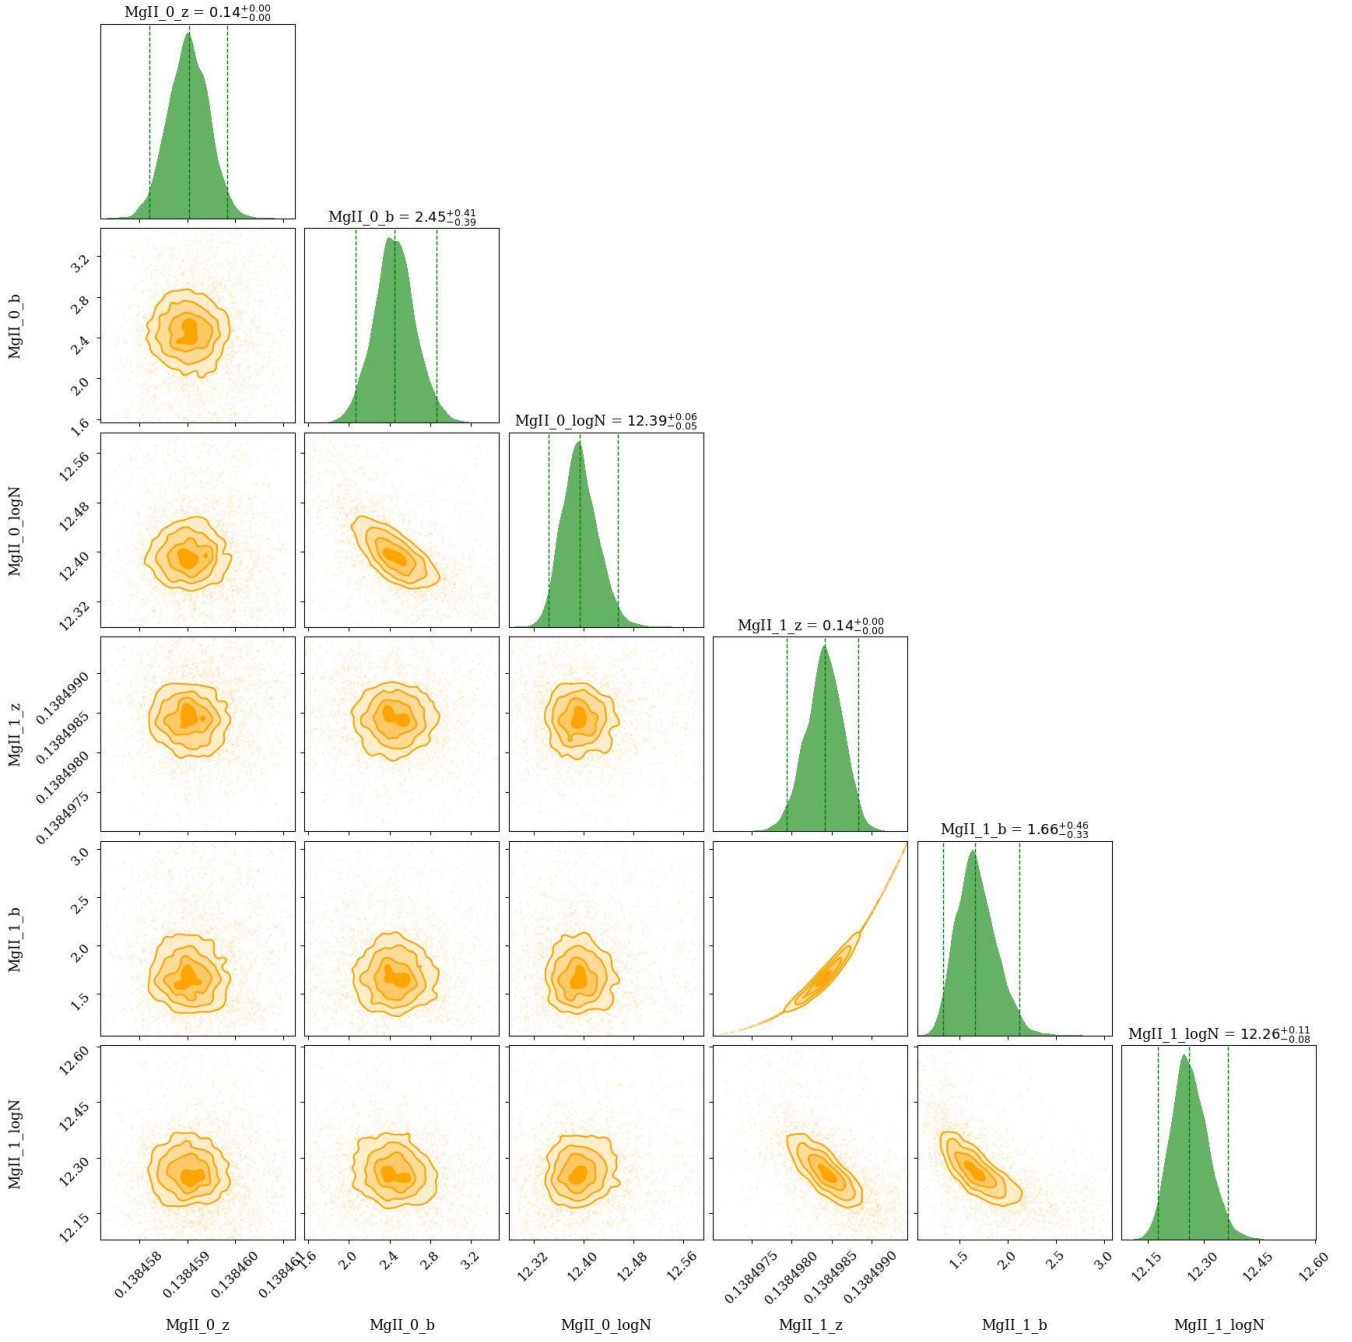 MgII_0_z = 0.14+0.00−0.00
MgII_0_b = 2.45+0.41−0.39
MgII_0_b
3.2
2.8
2.4
2.0
1.6
MgII_0_logN = 12.39+0.06−0.05
MgII_0_logN
12.56
12.48
12.40
12.32
MgII_1_z = 0.14+0.00−0.00
MgII_1_z
0.1384990
0.1384985
0.1384980
0.1384975
MgII_1_b = 1.66+0.46−0.33
MgII_1_b
3.0
2.5
2.0
1.5
MgII_1_logN = 12.26+0.11−0.08
MgII_1_logN
12.60
12.45
12.30
12.15
0.138458 0.138459 0.138460 0.138461 1.6 2.0 2.4 2.8 3.2 12.32 12.40 12.48 12.56 0.1384975 0.1384980 0.1384985 0.1384990 1.5 2.0 2.5 3.0 12.15 12.30 12.45 12.60
MgII_0_z MgII_0_b MgII_0_logN MgII_1_z MgII_1_b MgII_1_logN